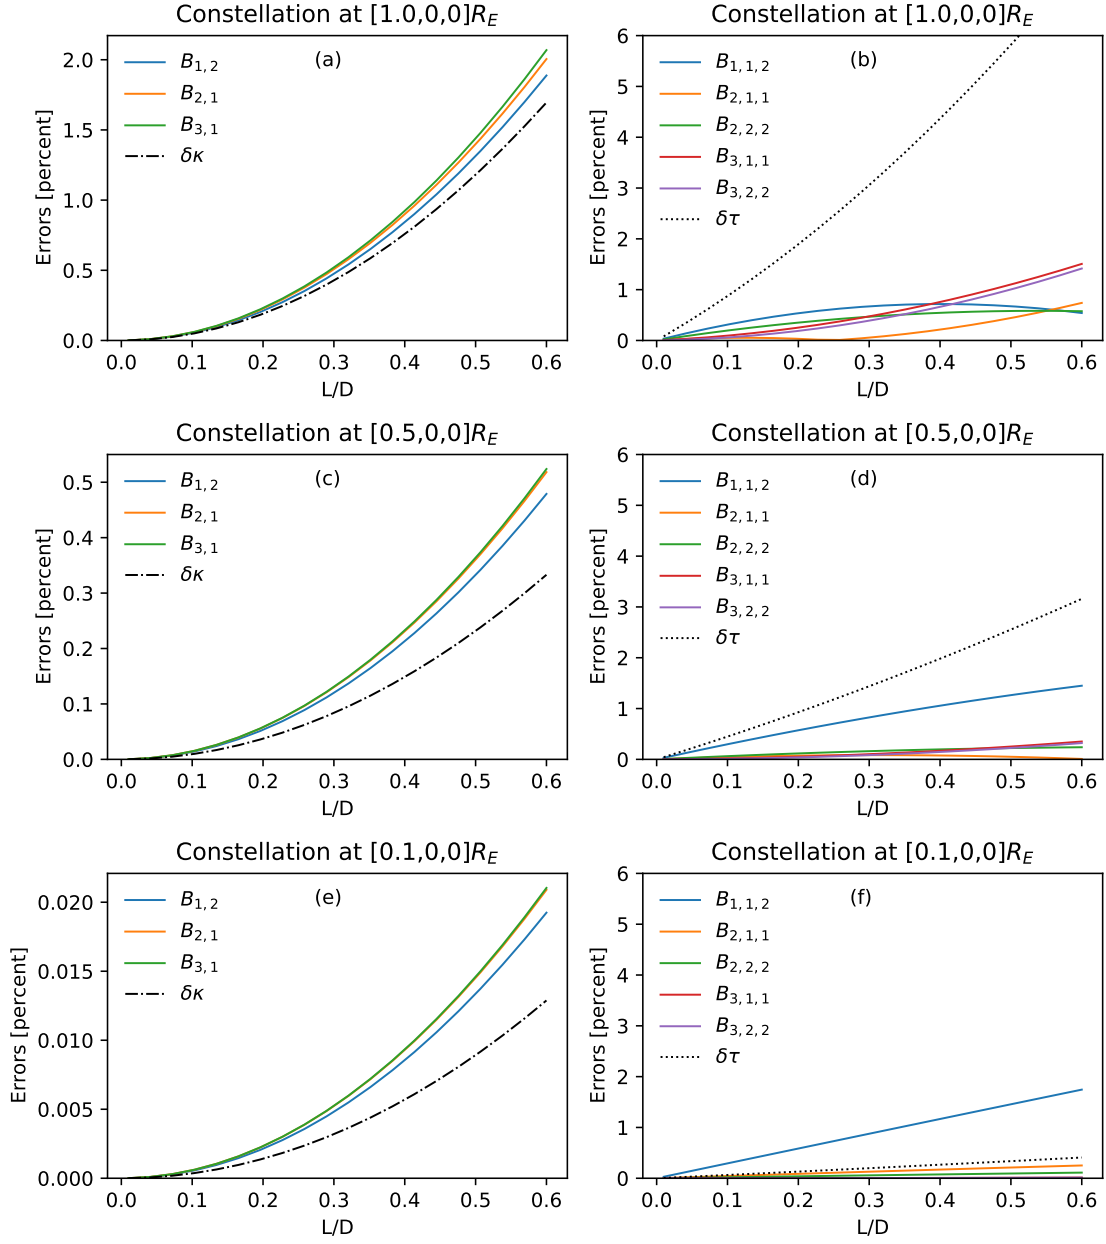 Constellation at [1.0,0,0]R_E
(a)
B_{1,2}
B_{2,1}
B_{3,1}
δκ
Errors [percent]
2.0
1.5
1.0
0.5
0.0
0.0 0.1 0.2 0.3 0.4 0.5 0.6
L/D
Constellation at [1.0,0,0]R_E
(b)
B_{1,1,2}
B_{2,1,1}
B_{2,2,2}
B_{3,1,1}
B_{3,2,2}
δτ
Errors [percent]
6
5
4
3
2
1
0
0.0 0.1 0.2 0.3 0.4 0.5 0.6
L/D
Constellation at [0.5,0,0]R_E
(c)
B_{1,2}
B_{2,1}
B_{3,1}
δκ
Errors [percent]
0.5
0.4
0.3
0.2
0.1
0.0
0.0 0.1 0.2 0.3 0.4 0.5 0.6
L/D
Constellation at [0.5,0,0]R_E
(d)
B_{1,1,2}
B_{2,1,1}
B_{2,2,2}
B_{3,1,1}
B_{3,2,2}
δτ
Errors [percent]
6
5
4
3
2
1
0
0.0 0.1 0.2 0.3 0.4 0.5 0.6
L/D
Constellation at [0.1,0,0]R_E
(e)
B_{1,2}
B_{2,1}
B_{3,1}
δκ
Errors [percent]
0.020
0.015
0.010
0.005
0.000
0.0 0.1 0.2 0.3 0.4 0.5 0.6
L/D
Constellation at [0.1,0,0]R_E
(f)
B_{1,1,2}
B_{2,1,1}
B_{2,2,2}
B_{3,1,1}
B_{3,2,2}
δτ
Errors [percent]
6
5
4
3
2
1
0
0.0 0.1 0.2 0.3 0.4 0.5 0.6
L/D